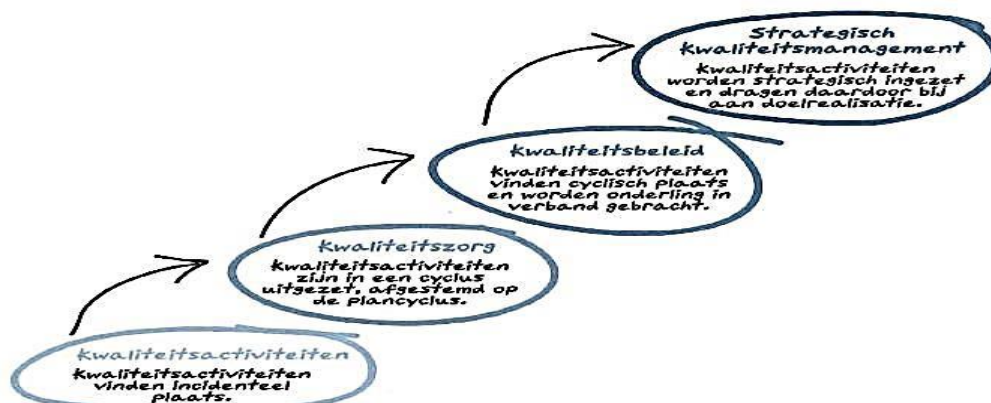 Strategisch
Kwaliteitsmanagement
Kwaliteitsactiviteiten
worden strategisch ingezet
en dragen daardoor bij
aan doelrealisatie.
Kwaliteitsbeleid
Kwaliteitsactiviteiten
vinden cyclisch plaats
en worden onderling in
verband gebracht.
Kwaliteitszorg
Kwaliteitsactiviteiten
zijn in een cyclus
uitgezet, afgestemd op
de plancyclus.
Kwaliteitsactiviteiten
Kwaliteitsactiviteiten
vinden incidenteel
plaats.